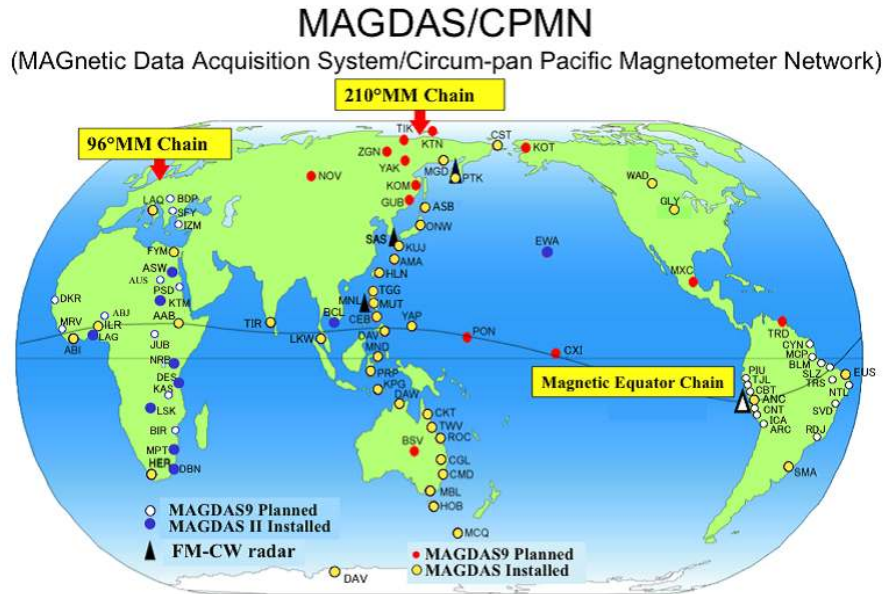 MAGDAS/CPMN
(MAGnetic Data Acquisition System/Circum-pan Pacific Magnetometer Network)
210°MM Chain
96°MM Chain
TIK
KTN
CST
KOT
ZGN
YAK
MGD
PTK
NOV
KOM
GUB
WAD
GLY
LAQ
BDP
SFY
IZM
ASB
ONW
SAS
KUJ
EWA
FYM
AMA
ASW
HLN
AUS
PSD
MXC
DKR
KTM
TGG
MNL
MUT
ABJ
AAB
BCL
CEB
YAP
TRD
MRV
ILR
TIR
LAG
DAV
PON
CYN
ABI
JUB
LKW
MND
CXI
MCP
BLM
NRB
PIU
SLZ
EUS
DES
PRP
TJL
TRS
KAS
KPG
Magnetic Equator Chain
CBT
NTL
DAW
ANC
LSK
CKT
CNT
SVD
TWV
ICA
BIR
ROC
ARC
RDJ
MPT
BSV
HER
DBN
CGL
CMD
SMA
MBL
HOB
MAGDAS9 Planned
MAGDAS II Installed
MCQ
FM-CW radar
MAGDAS9 Planned
MAGDAS Installed
DAV